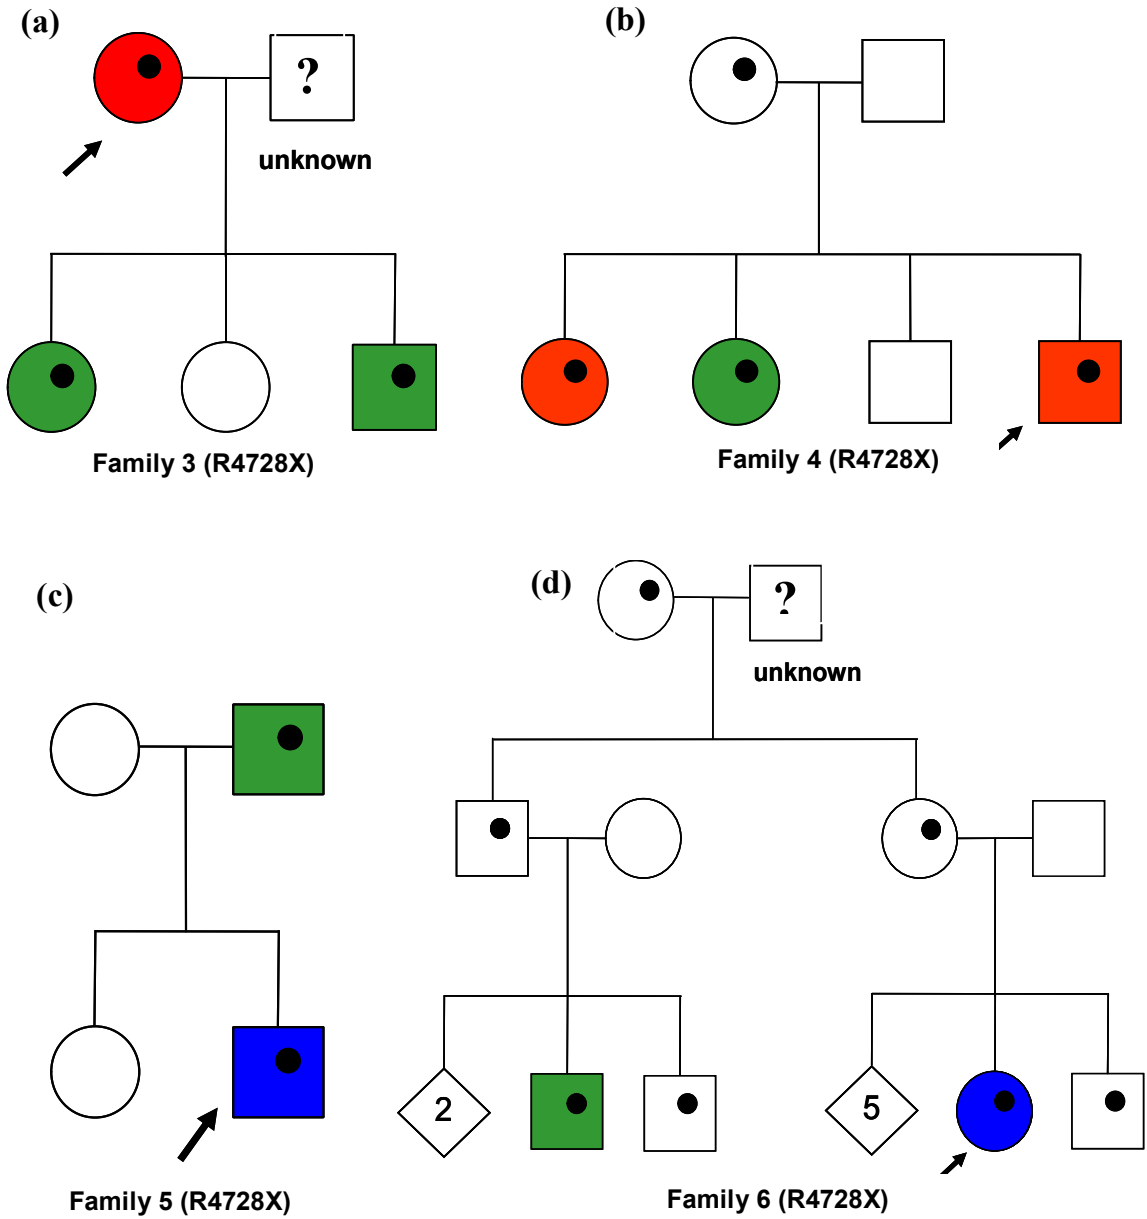 (a)
?
unknown
Family 3 (R4728X)
(b)
Family 4 (R4728X)
(c)
Family 5 (R4728X)
(d)
?
unknown
2
5
Family 6 (R4728X)